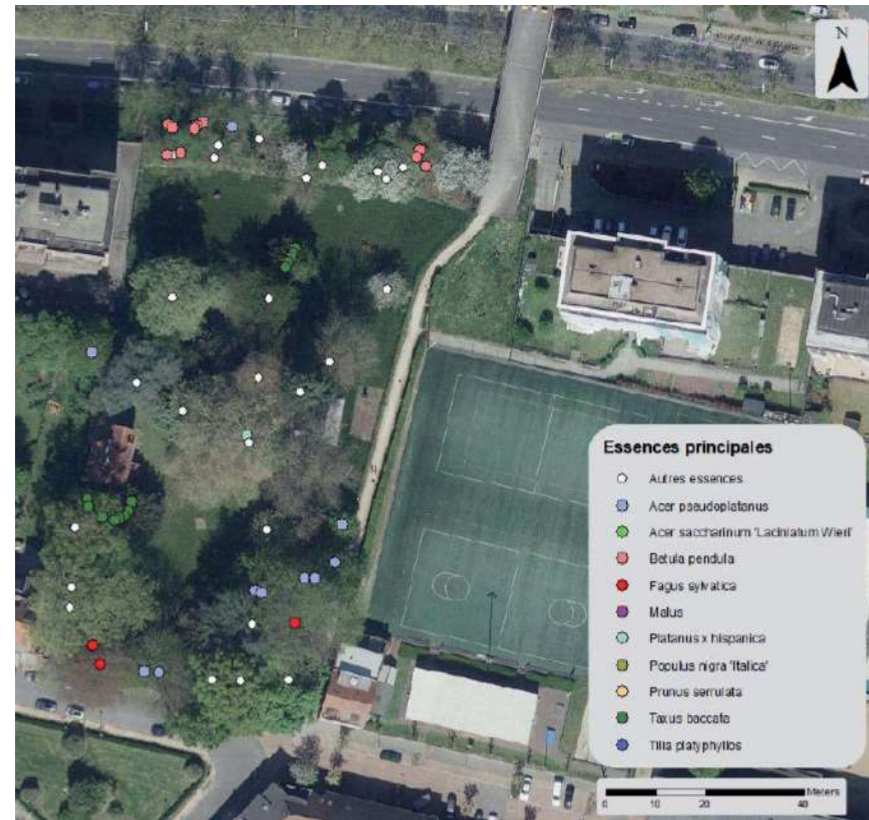 N
Essences principales
Autres essences
Acer pseudoplatanus
Acer saccharinum 'Laciniatum Wieri'
Betula pendula
Fagus sylvatica
Malus
Platanus x hispanica
Populus nigra 'Italica'
Prunus serrulata
Taxus baccata
Tilia platyphyllos
Meters
0 10 20 40